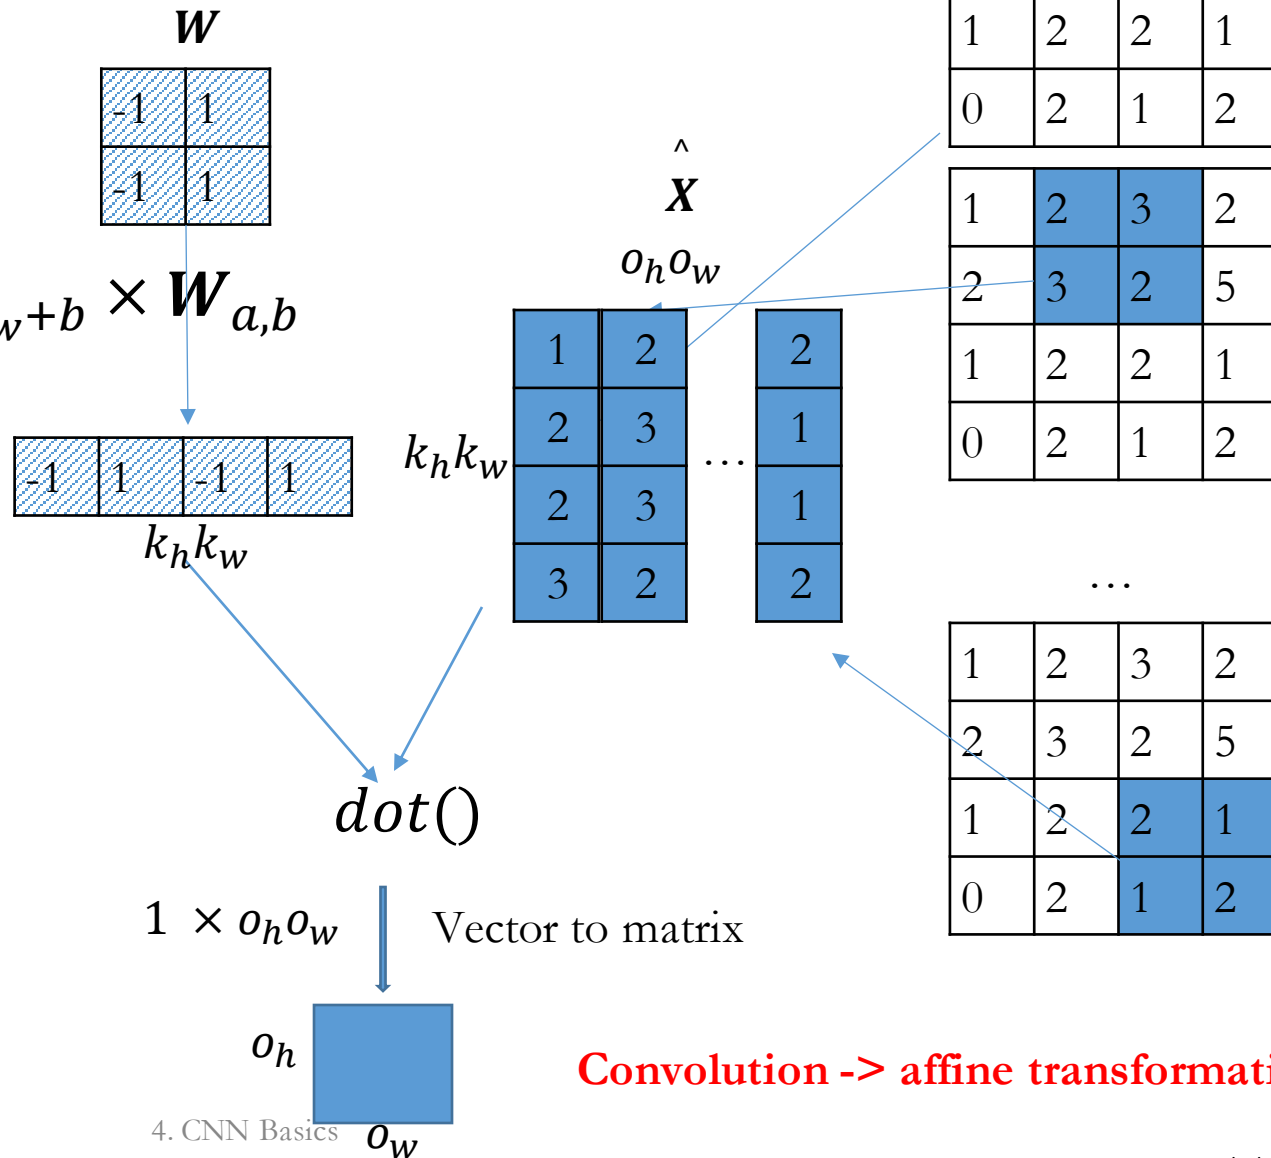 W
-1 1
-1 1
w+b × W a,b
-1 1 -1 1
k_h k_w
^
X
o_h o_w
k_h k_w
1 2 2
2 3 1
…
2 3 1
3 2 2
dot()
1 × o_h o_w
Vector to matrix
o_h
o_w
1 2 2 1
0 2 1 2
1 2 3 2
2 3 2 5
1 2 2 1
0 2 1 2
…
1 2 3 2
2 3 2 5
1 2 2 1
0 2 1 2
Convolution -> affine transformati
4. CNN Basics